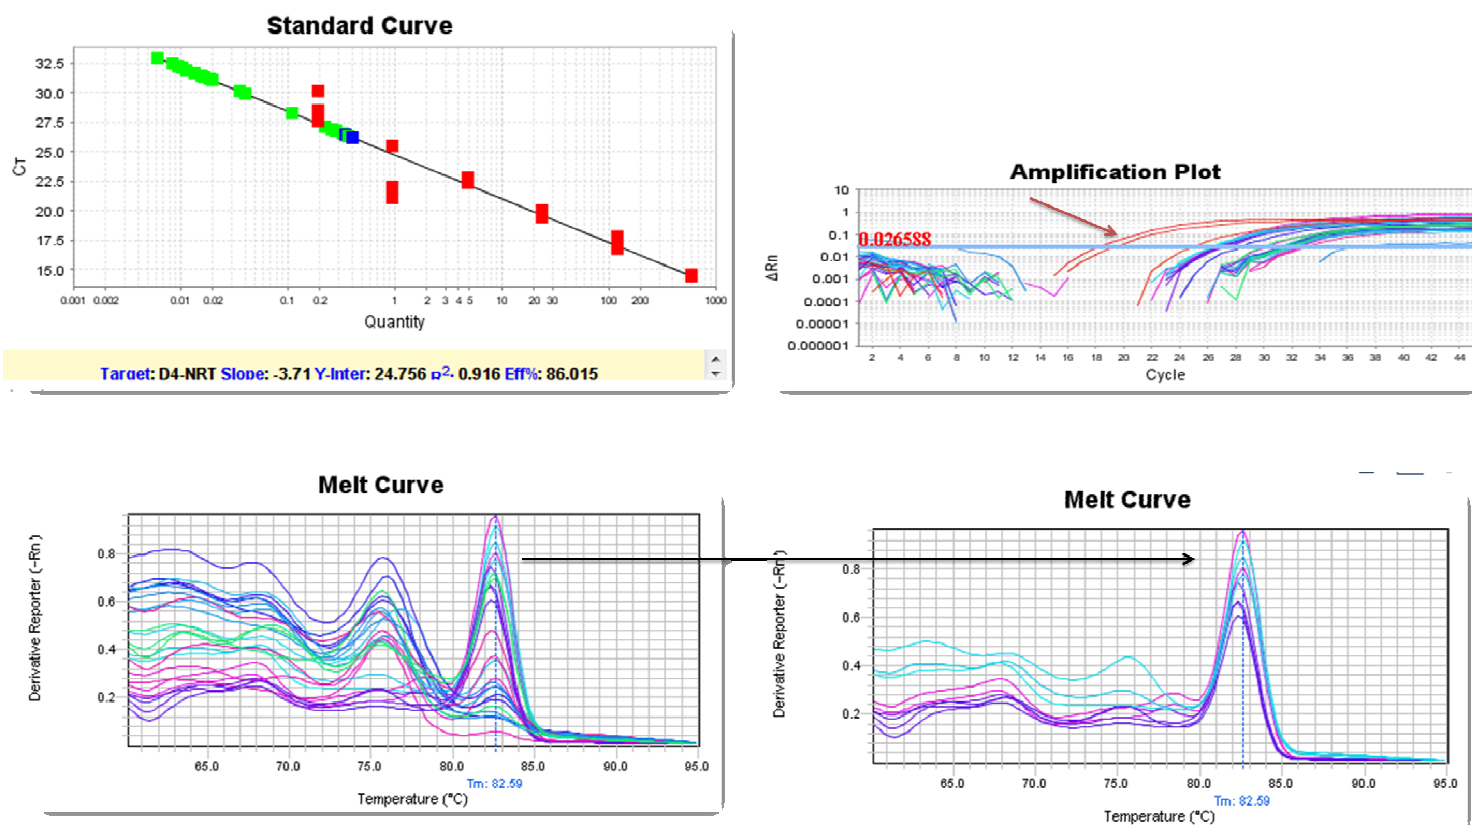 Standard Curve
CT
32.5
30.0
27.5
25.0
22.5
20.0
17.5
15.0
0.001 0.002 0.01 0.02 0.1 0.2 1 2 3 4 5 10 20 30 100 200 1000
Quantity
Target: D4-NRT Slope: -3.71 Y-Inter: 24.756 R²: 0.916 Eff%: 86.015
Amplification Plot
ΔRn
10
1
0.1
0.026588
0.01
0.001
0.0001
0.00001
0.000001
2 4 6 8 10 12 14 16 18 20 22 24 26 28 30 32 34 36 38 40 42 44
Cycle
Melt Curve
Derivative Reporter (-Rn')
0.8
0.6
0.4
0.2
65.0 70.0 75.0 80.0 85.0 90.0 95.0
Tm: 82.59
Temperature (°C)
Melt Curve
Derivative Reporter (-Rn')
0.8
0.6
0.4
0.2
65.0 70.0 75.0 80.0 85.0 90.0 95.0
Tm: 82.59
Temperature (°C)